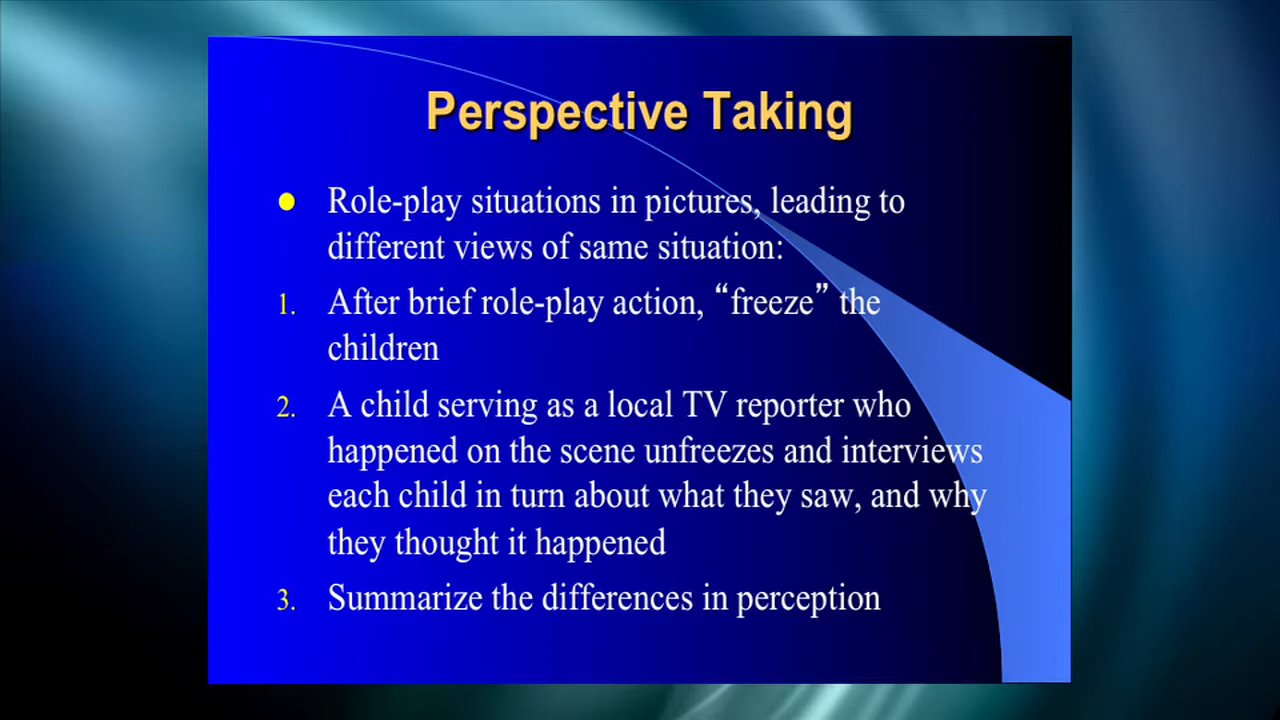 Perspective Taking
● Role-play situations in pictures, leading to
different views of same situation:
1. After brief role-play action, “freeze” the
children
2. A child serving as a local TV reporter who
happened on the scene unfreezes and interviews
each child in turn about what they saw, and why
they thought it happened
3. Summarize the differences in perception